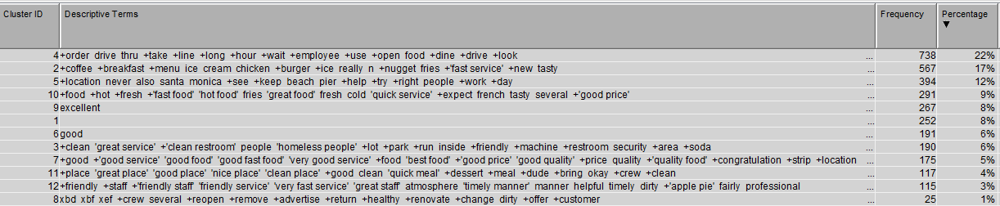 Cluster ID Descriptive Terms Frequency Percentage ▼
4 +order drive thru +take +line +long +hour +wait +employee +use +open food +dine +drive +look ... 738 22%
2 +coffee +breakfast +menu ice cream chicken +burger +ice really n +nugget fries +'fast service' +new tasty ... 567 17%
5 +location never also santa monica +see +keep beach pier +help +try +right people +work +day ... 394 12%
10 +food +hot +fresh +'fast food' 'hot food' fries 'great food' fresh cold 'quick service' +expect french tasty several +'good price' ... 291 9%
9 excellent ... 267 8%
1 ... 252 8%
6 good ... 191 6%
3 +clean 'great service' +'clean restroom' people 'homeless people' +lot +park +run inside +friendly +machine +restroom security +area +soda ... 190 6%
7 +good +'good service' 'good food' 'good fast food' 'very good service' +food 'best food' +'good price' 'good quality' +price quality +'quality food' +congratulation +strip +location ... 175 5%
11 +place 'great place' 'good place' 'nice place' 'clean place' +good clean 'quick meal' +dessert +meal +dude +bring okay +crew +clean ... 117 4%
12 +friendly +staff +'friendly staff' 'friendly service' 'very fast service' 'great staff' atmosphere 'timely manner' manner helpful timely dirty +'apple pie' fairly professional ... 115 3%
8 xbd xbf xef +crew several +reopen +remove +advertise +return +healthy +renovate +change dirty +offer +customer ... 25 1%